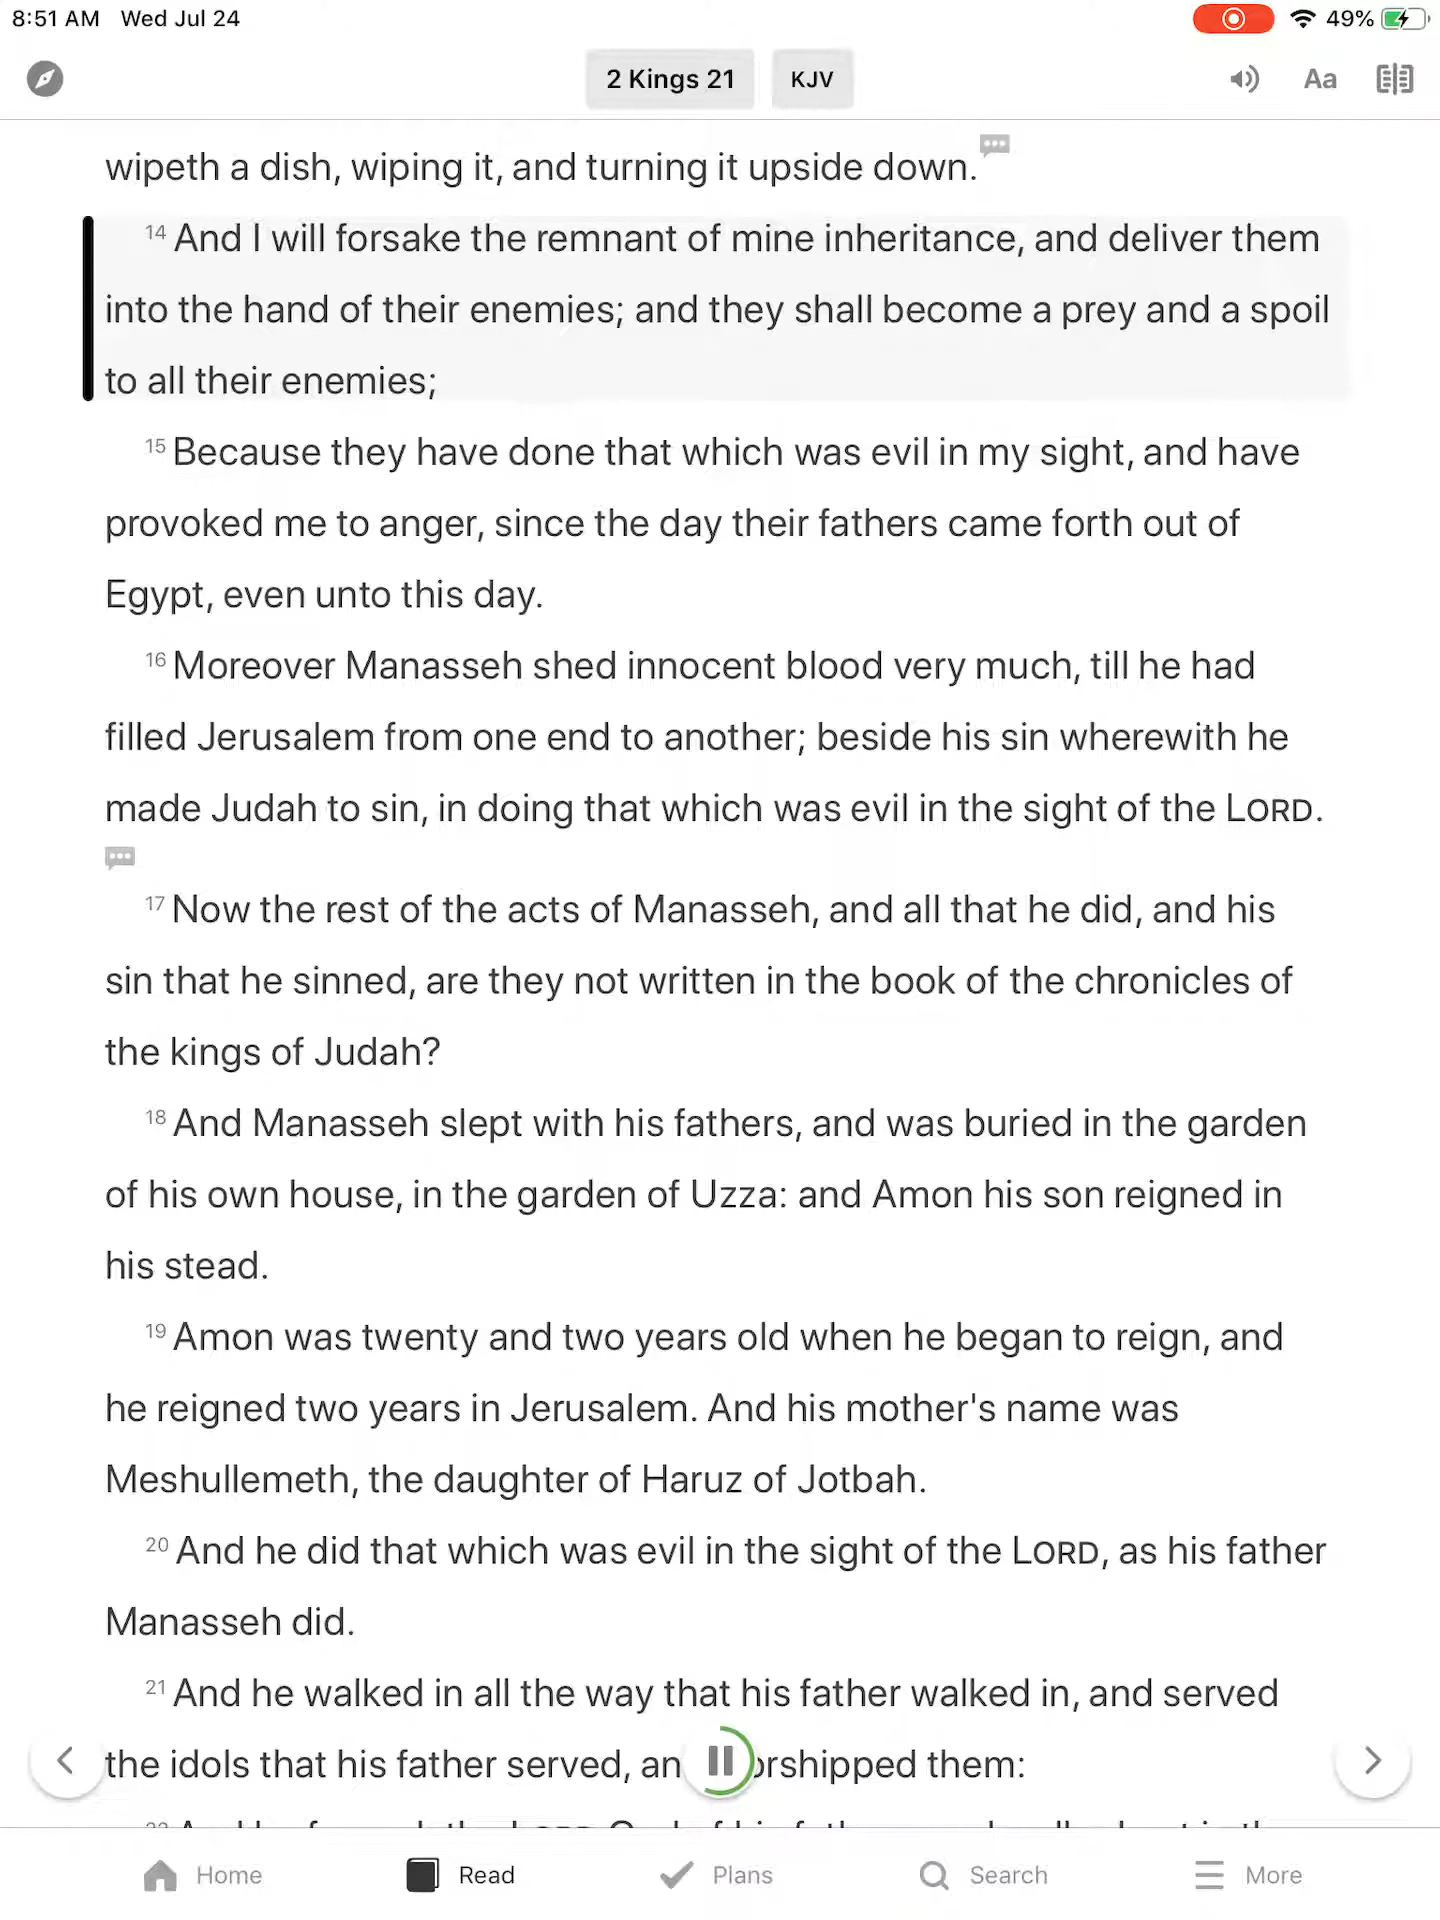 8:51 AM Wed Jul 24 49%
2 Kings 21 KJV Aa
wipeth a dish, wiping it, and turning it upside down.
14 And I will forsake the remnant of mine inheritance, and deliver them
into the hand of their enemies; and they shall become a prey and a spoil
to all their enemies;
15 Because they have done that which was evil in my sight, and have
provoked me to anger, since the day their fathers came forth out of
Egypt, even unto this day.
16 Moreover Manasseh shed innocent blood very much, till he had
filled Jerusalem from one end to another; beside his sin wherewith he
made Judah to sin, in doing that which was evil in the sight of the LORD.
17 Now the rest of the acts of Manasseh, and all that he did, and his
sin that he sinned, are they not written in the book of the chronicles of
the kings of Judah?
18 And Manasseh slept with his fathers, and was buried in the garden
of his own house, in the garden of Uzza: and Amon his son reigned in
his stead.
19 Amon was twenty and two years old when he began to reign, and
he reigned two years in Jerusalem. And his mother's name was
Meshullemeth, the daughter of Haruz of Jotbah.
20 And he did that which was evil in the sight of the LORD, as his father
Manasseh did.
21 And he walked in all the way that his father walked in, and served
the idols that his father served, an orshipped them:
Home Read Plans Search More